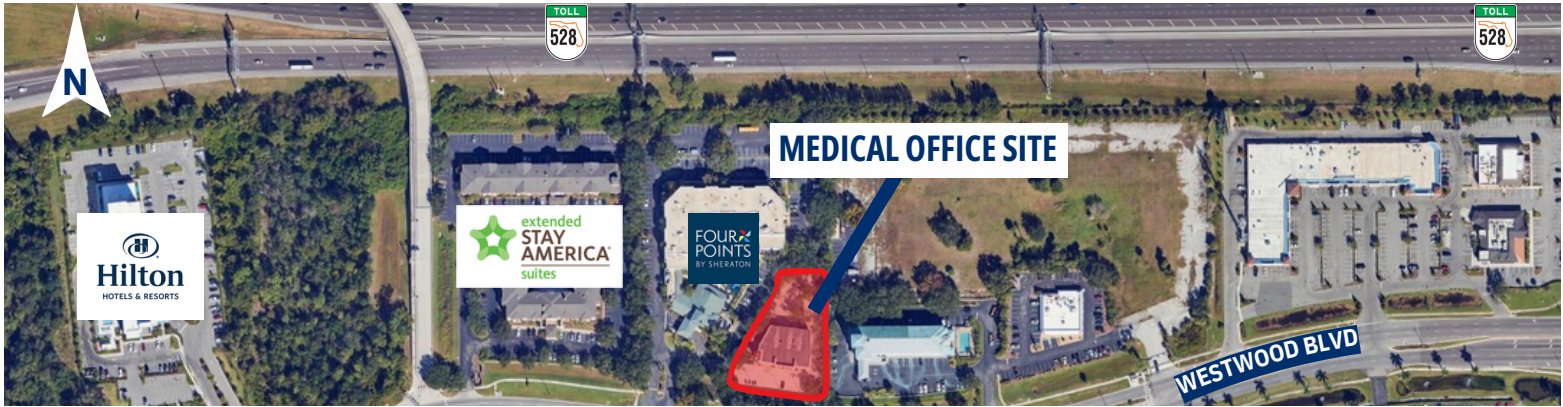 TOLL
528
TOLL
528
N
MEDICAL OFFICE SITE
Hilton
HOTELS & RESORTS
extended
STAY
AMERICA®
suites
FOUR
POINTS
BY SHERATON
WESTWOOD BLVD